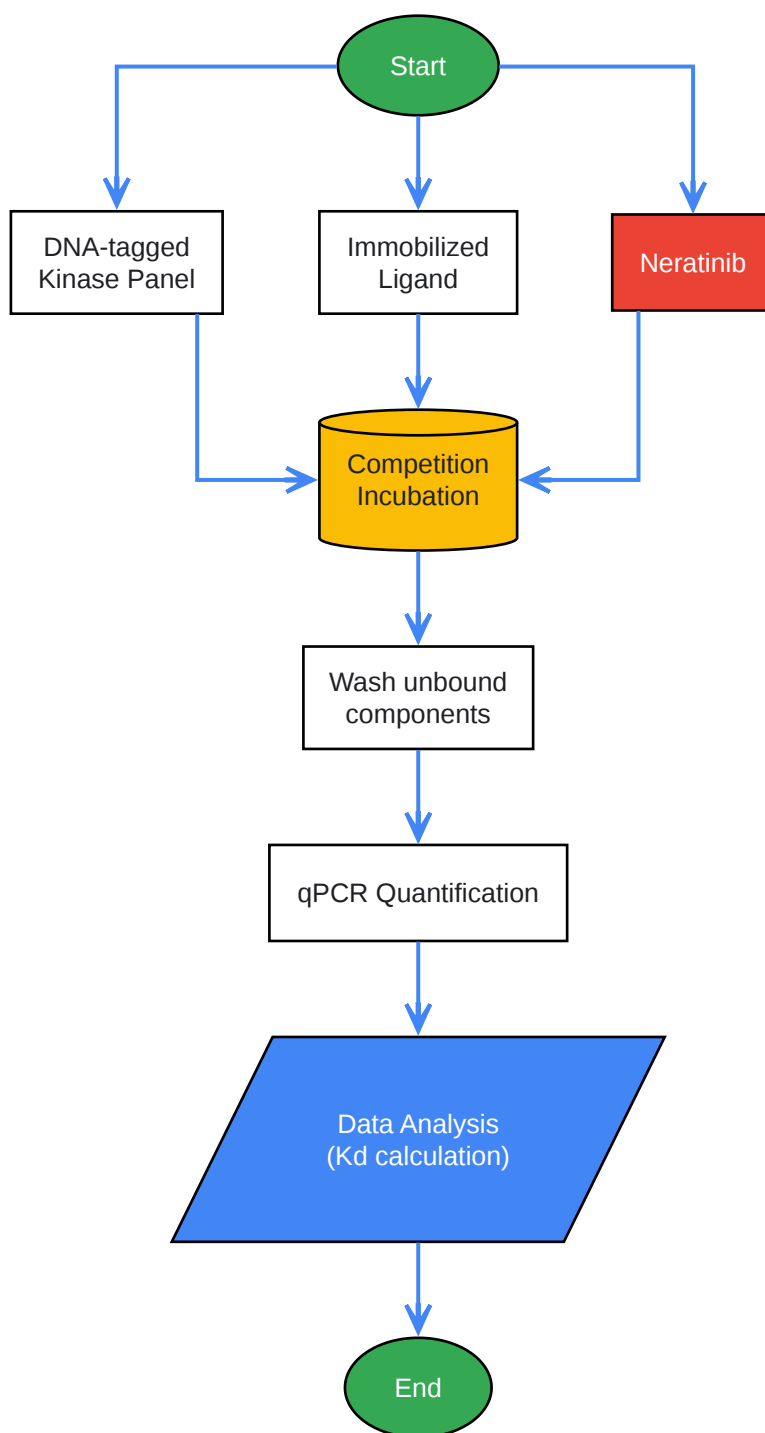 Start
DNA-tagged
Kinase Panel
Immobilized
Ligand
Neratinib
Competition
Incubation
Wash unbound
components
qPCR Quantification
Data Analysis
(Kd calculation)
End